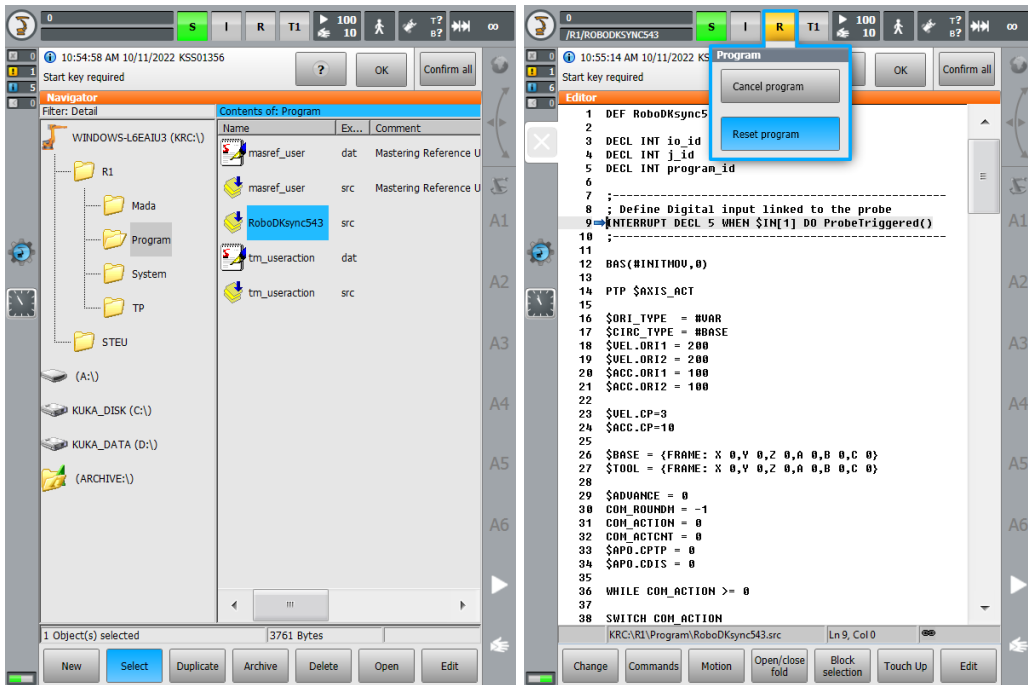 0
S
I
R
T1
100
10
T?
B?
∞
0
1
5
0
10:54:58 AM 10/11/2022 KSS01356
Start key required
?
OK
Confirm all
Navigator
Filter: Detail
Contents of: Program
Name Ex... Comment
WINDOWS-L6EAIU3 (KRC:\)
R1
Mada
Program
System
TP
STEU
(A:\)
KUKA_DISK (C:\)
KUKA_DATA (D:\)
(ARCHIVE:\)
masref_user dat Mastering Reference U
masref_user src Mastering Reference U
RoboDKsync543 src
tm_useraction dat
tm_useraction src
A1
A2
A3
A4
A5
A6
1 Object(s) selected
3761 Bytes
New
Select
Duplicate
Archive
Delete
Open
Edit
0
/R1/ROBODKSYNC543
S
I
R
T1
100
10
T?
B?
∞
0
1
6
0
10:55:14 AM 10/11/2022 KS
Start key required
OK
Confirm all
Program
Cancel program
Reset program
Editor
1 DEF RoboDKsync5
2
3 DECL INT io_id
4 DECL INT j_id
5 DECL INT program_id
6
7 ;-----------------------------------------------
8 ; Define Digital input linked to the probe
9 INTERRUPT DECL 5 WHEN $IN[1] DO ProbeTriggered()
10 ;-----------------------------------------------
11
12 BAS(#INITMOV,0)
13
14 PTP $AXIS_ACT
15
16 $ORI_TYPE = #VAR
17 $CIRC_TYPE = #BASE
18 $VEL.ORI1 = 200
19 $VEL.ORI2 = 200
20 $ACC.ORI1 = 100
21 $ACC.ORI2 = 100
22
23 $VEL.CP=3
24 $ACC.CP=10
25
26 $BASE = {FRAME: X 0,Y 0,Z 0,A 0,B 0,C 0}
27 $TOOL = {FRAME: X 0,Y 0,Z 0,A 0,B 0,C 0}
28
29 $ADVANCE = 0
30 COM_ROUNDM = -1
31 COM_ACTION = 0
32 COM_ACTCNT = 0
33 $APO.CPTP = 0
34 $APO.CDIS = 0
35
36 WHILE COM_ACTION >= 0
37
38 SWITCH COM_ACTION
A1
A2
A3
A4
A5
A6
KRC:\R1\Program\RoboDKsync543.src
Ln 9, Col 0
Change
Commands
Motion
Open/close
fold
Block
selection
Touch Up
Edit